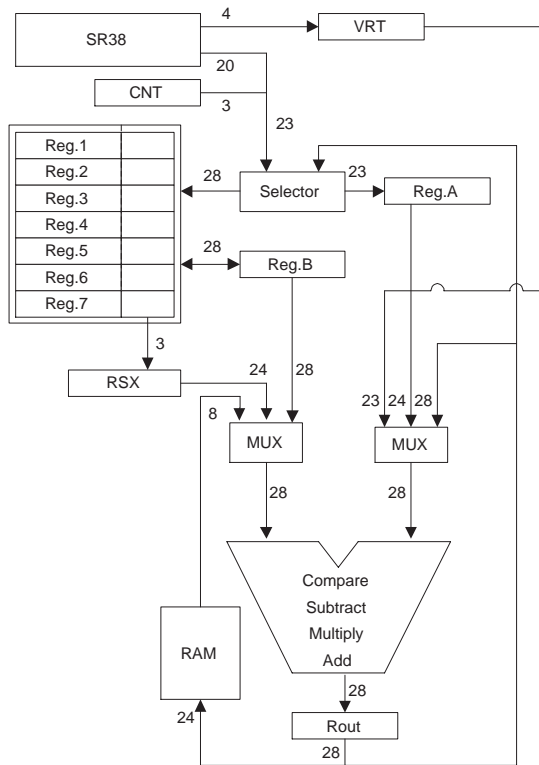 4
SR38
VRT
20
CNT
3
23
Reg.1
Reg.2
Reg.3
Reg.4
Reg.5
Reg.6
Reg.7
28
Selector
23
Reg.A
28
Reg.B
3
RSX
24
28
8
23
24
28
MUX
MUX
28
28
Compare
Subtract
Multiply
Add
RAM
28
24
Rout
28